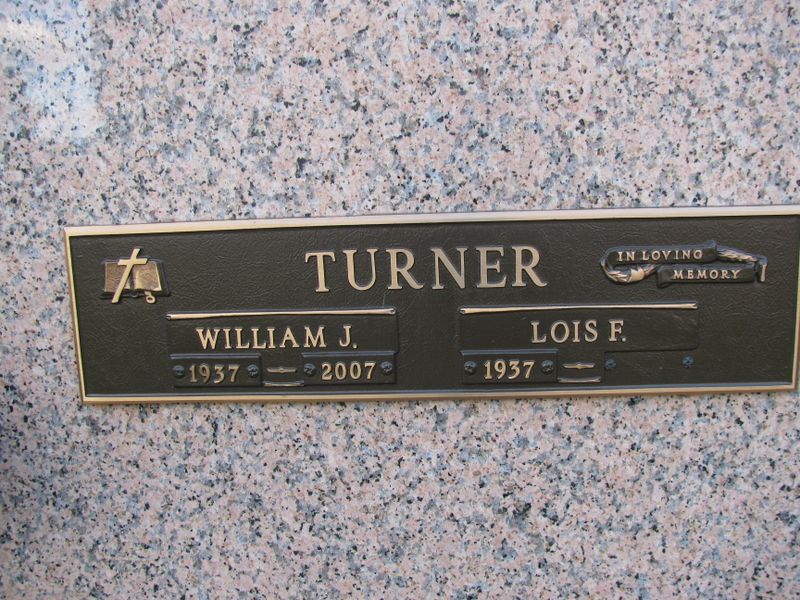 TURNER
IN LOVING
MEMORY
WILLIAM J.
1937 — 2007
LOIS F.
1937 —